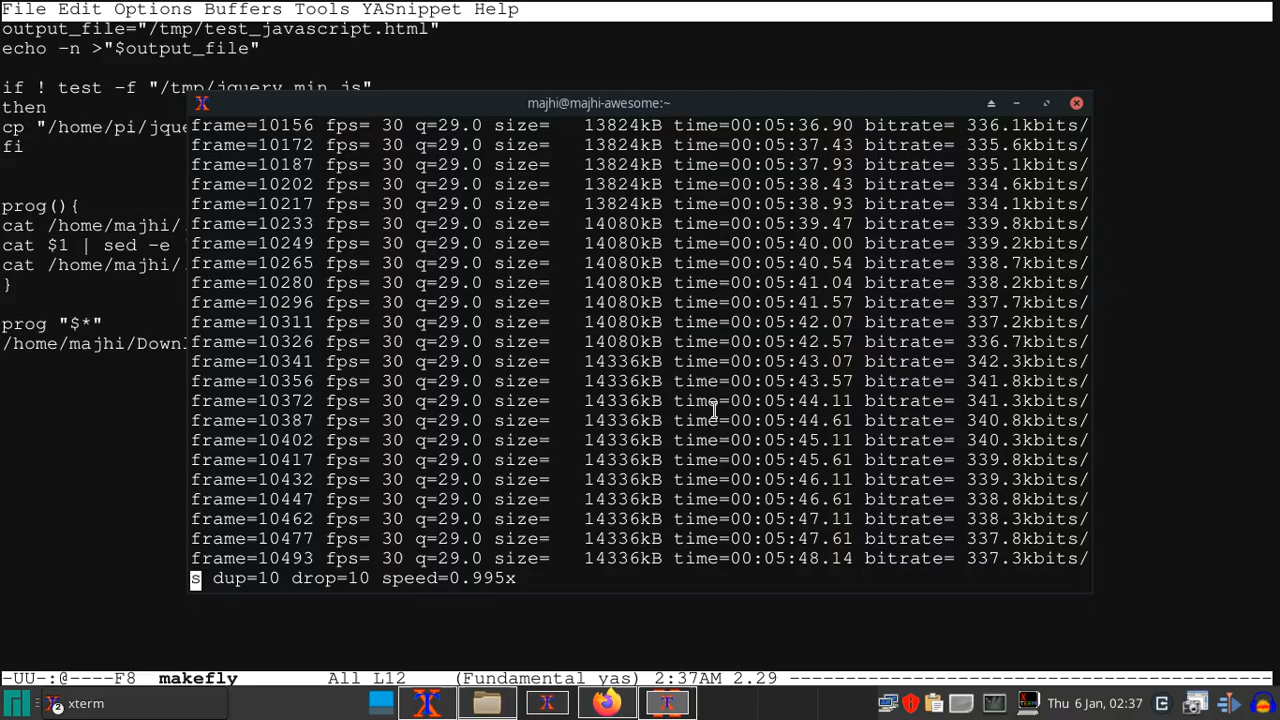 File Edit Options Buffers Tools YASnippet Help
output_file="/tmp/test_javascript.html"
echo -n >"$output_file"
if ! test -f "/tmp/jquery.min.js"
then
cp "/home/pi/jque
fi
prog(){
cat /home/majhi/.
cat $1 | sed -e
cat /home/majhi/.
}
prog "$*"
/home/majhi/Down
majhi@majhi-awesome:~
frame=10156 fps= 30 q=29.0 size=   13824kB time=00:05:36.90 bitrate= 336.1kbits/
frame=10172 fps= 30 q=29.0 size=   13824kB time=00:05:37.43 bitrate= 335.6kbits/
frame=10187 fps= 30 q=29.0 size=   13824kB time=00:05:37.93 bitrate= 335.1kbits/
frame=10202 fps= 30 q=29.0 size=   13824kB time=00:05:38.43 bitrate= 334.6kbits/
frame=10217 fps= 30 q=29.0 size=   13824kB time=00:05:38.93 bitrate= 334.1kbits/
frame=10233 fps= 30 q=29.0 size=   14080kB time=00:05:39.47 bitrate= 339.8kbits/
frame=10249 fps= 30 q=29.0 size=   14080kB time=00:05:40.00 bitrate= 339.2kbits/
frame=10265 fps= 30 q=29.0 size=   14080kB time=00:05:40.54 bitrate= 338.7kbits/
frame=10280 fps= 30 q=29.0 size=   14080kB time=00:05:41.04 bitrate= 338.2kbits/
frame=10296 fps= 30 q=29.0 size=   14080kB time=00:05:41.57 bitrate= 337.7kbits/
frame=10311 fps= 30 q=29.0 size=   14080kB time=00:05:42.07 bitrate= 337.2kbits/
frame=10326 fps= 30 q=29.0 size=   14080kB time=00:05:42.57 bitrate= 336.7kbits/
frame=10341 fps= 30 q=29.0 size=   14336kB time=00:05:43.07 bitrate= 342.3kbits/
frame=10356 fps= 30 q=29.0 size=   14336kB time=00:05:43.57 bitrate= 341.8kbits/
frame=10372 fps= 30 q=29.0 size=   14336kB time=00:05:44.11 bitrate= 341.3kbits/
frame=10387 fps= 30 q=29.0 size=   14336kB time=00:05:44.61 bitrate= 340.8kbits/
frame=10402 fps= 30 q=29.0 size=   14336kB time=00:05:45.11 bitrate= 340.3kbits/
frame=10417 fps= 30 q=29.0 size=   14336kB time=00:05:45.61 bitrate= 339.8kbits/
frame=10432 fps= 30 q=29.0 size=   14336kB time=00:05:46.11 bitrate= 339.3kbits/
frame=10447 fps= 30 q=29.0 size=   14336kB time=00:05:46.61 bitrate= 338.8kbits/
frame=10462 fps= 30 q=29.0 size=   14336kB time=00:05:47.11 bitrate= 338.3kbits/
frame=10477 fps= 30 q=29.0 size=   14336kB time=00:05:47.61 bitrate= 337.8kbits/
frame=10493 fps= 30 q=29.0 size=   14336kB time=00:05:48.14 bitrate= 337.3kbits/
s dup=10 drop=10 speed=0.995x
-UU-:@----F8  makefly        All L12    (Fundamental yas) 2:37AM 2.29 -------------------------------------------
2 xterm
Thu 6 Jan, 02:37